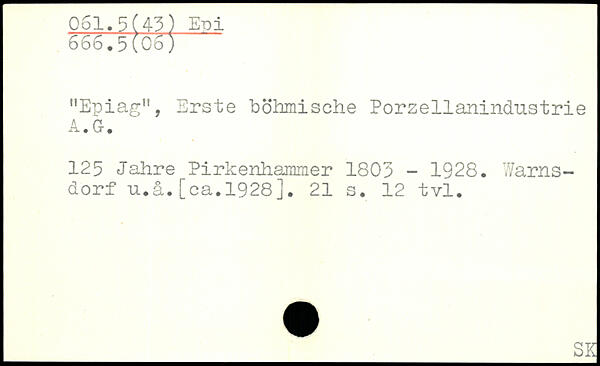 061.5(43) Epi
666.5(06)
"Epiag", Erste böhmische Porzellanindustrie
A.G.
125 Jahre Pirkenhammer 1803 - 1928. Warns-
dorf u.å.[ca.1928]. 21 s. 12 tvl.
SK